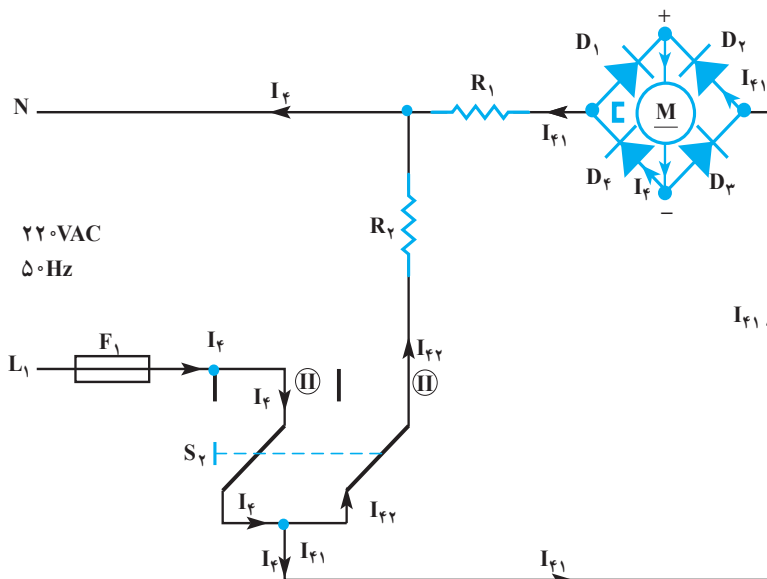 +
D۱ D۲
I۴ I۴۱
N R۱ M
I۴۱
D۴ I۴ D۳
−
R۲
۲۲۰VAC
۵۰Hz
I۴۱
F۱ I۴ I۴۲
L۱
II II
I۴
S۲
I۴ I۴۲
I۴ I۴۱ I۴۱